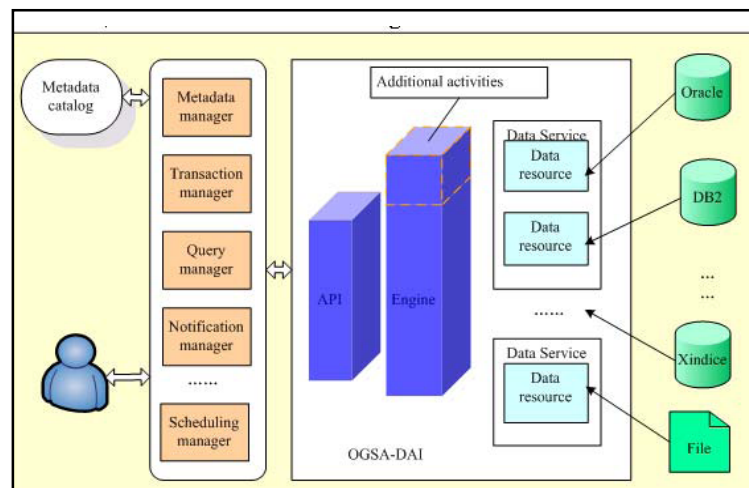 Metadata
catalog
Metadata
manager
Transaction
manager
Query
manager
Notification
manager
......
Scheduling
manager
Additional activities
API
Engine
OGSA-DAI
Data Service
Data
resource
Data
resource
......
Data Service
Data
resource
Oracle
DB2
...
...
Xindice
File